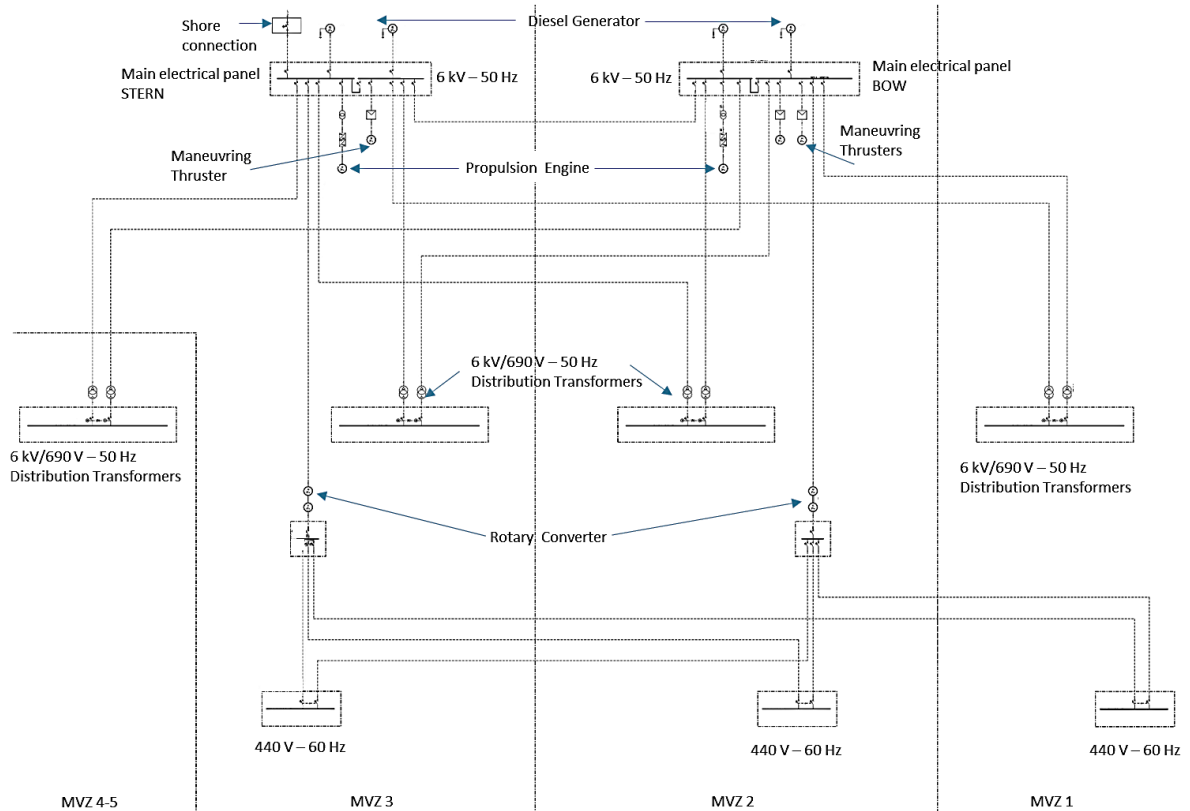 Shore
connection
Diesel Generator
Main electrical panel
STERN
6 kV – 50 Hz
6 kV – 50 Hz
Main electrical panel
BOW
Maneuvring
Thruster
Propulsion Engine
Maneuvring
Thrusters
6 kV/690 V – 50 Hz
Distribution Transformers
6 kV/690 V – 50 Hz
Distribution Transformers
6 kV/690 V – 50 Hz
Distribution Transformers
Rotary Converter
440 V – 60 Hz
440 V – 60 Hz
440 V – 60 Hz
MVZ 4-5
MVZ 3
MVZ 2
MVZ 1